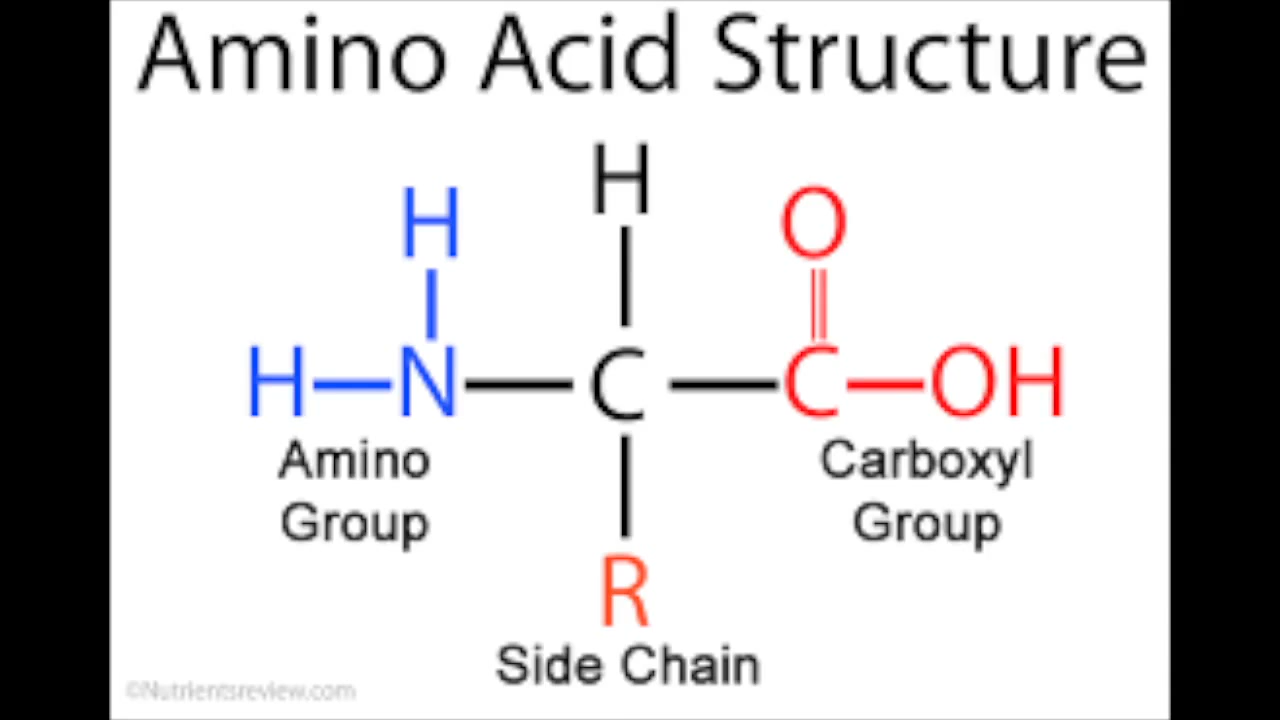 Amino Acid Structure
H
H
O
H N C C OH
Amino
Group
Carboxyl
Group
R
Side Chain
©Nutrientsreview.com